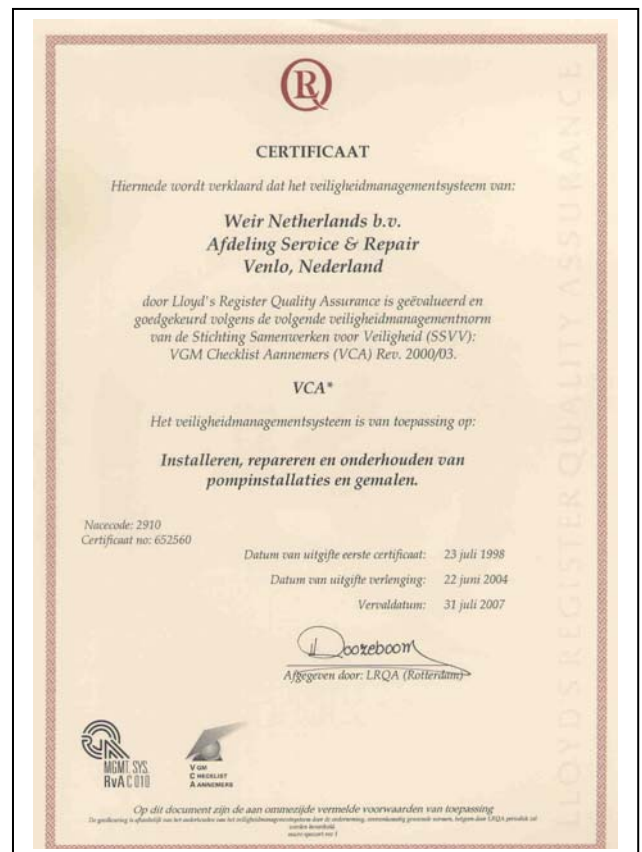 R
CERTIFICAAT
Hiermede wordt verklaard dat het veiligheidmanagementsysteem van:
Weir Netherlands b.v.
Afdeling Service & Repair
Venlo, Nederland
door Lloyd's Register Quality Assurance is geëvalueerd en
goedgekeurd volgens de volgende veiligheidmanagementnorm
van de Stichting Samenwerken voor Veiligheid (SSVV):
VGM Checklist Aannemers (VCA) Rev. 2000/03.
VCA*
Het veiligheidmanagementsysteem is van toepassing op:
Installeren, repareren en onderhouden van
pompinstallaties en gemalen.
Nacecode: 2910
Certificaat no: 652560
Datum van uitgifte eerste certificaat: 23 juli 1998
Datum van uitgifte verlenging: 22 juni 2004
Vervaldatum: 31 juli 2007
Afgegeven door: LRQA (Rotterdam)
LLOYDS REGISTER QUALITY ASSURANCE
RVA
MGMT. SYS.
RvA C 010
VGM
CHECKLIST
AANNEMERS
Op dit document zijn de aan ommezijde vermelde voorwaarden van toepassing